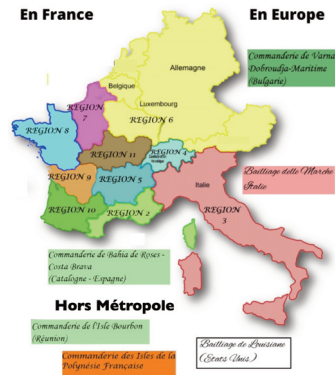 En France
En Europe
Commanderie de Varna
Dobroudja-Maritime
(Bulgarie)
Allemagne
Belgique
Luxembourg
REGION
7
REGION 6
REGION 8
REGION 11
REGION 4
REGION 9
REGION 5
REGION 10
REGION 2
Bailliage delle Marche
Italie
Italie
REGION
3
Commanderie de Bahia de Roses -
Costa Brava
(Catalogne - Espagne)
Hors Métropole
Commanderie de l'Isle Bourbon
(Réunion)
Commanderie des Isles de la
Polynésie Française
Bailliage de Louisiane
(Etats Unis.)